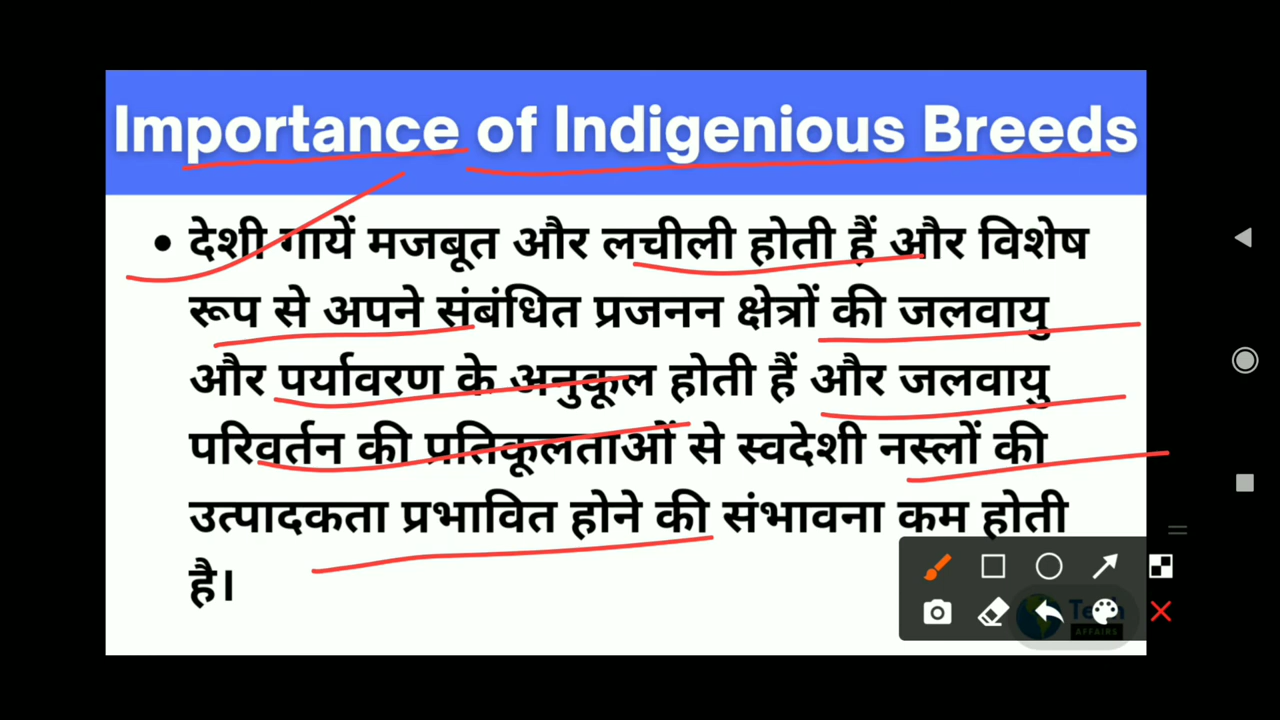 Importance of Indigenious Breeds
• देशी गायें मजबूत और लचीली होती हैं और विशेष
रूप से अपने संबंधित प्रजनन क्षेत्रों की जलवायु
और पर्यावरण के अनुकूल होती हैं और जलवायु
परिवर्तन की प्रतिकूलताओं से स्वदेशी नस्लों की
उत्पादकता प्रभावित होने की संभावना कम होती
है।
AFFAIRS